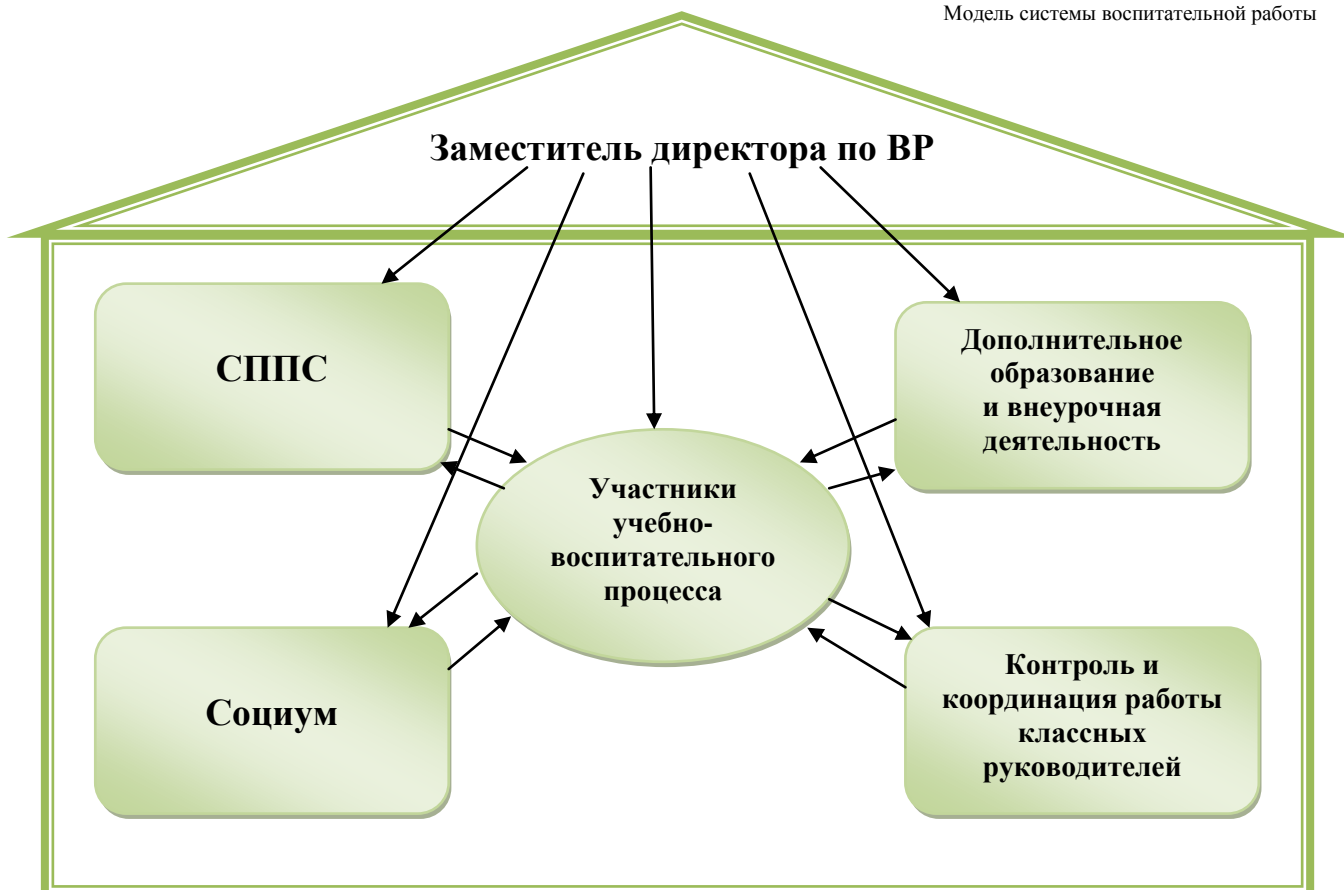 Модель системы воспитательной работы
Заместитель директора по ВР
СППС
Дополнительное
образование
и внеурочная
деятельность
Участники
учебно-
воспитательного
процесса
Социум
Контроль и
координация работы
классных
руководителей